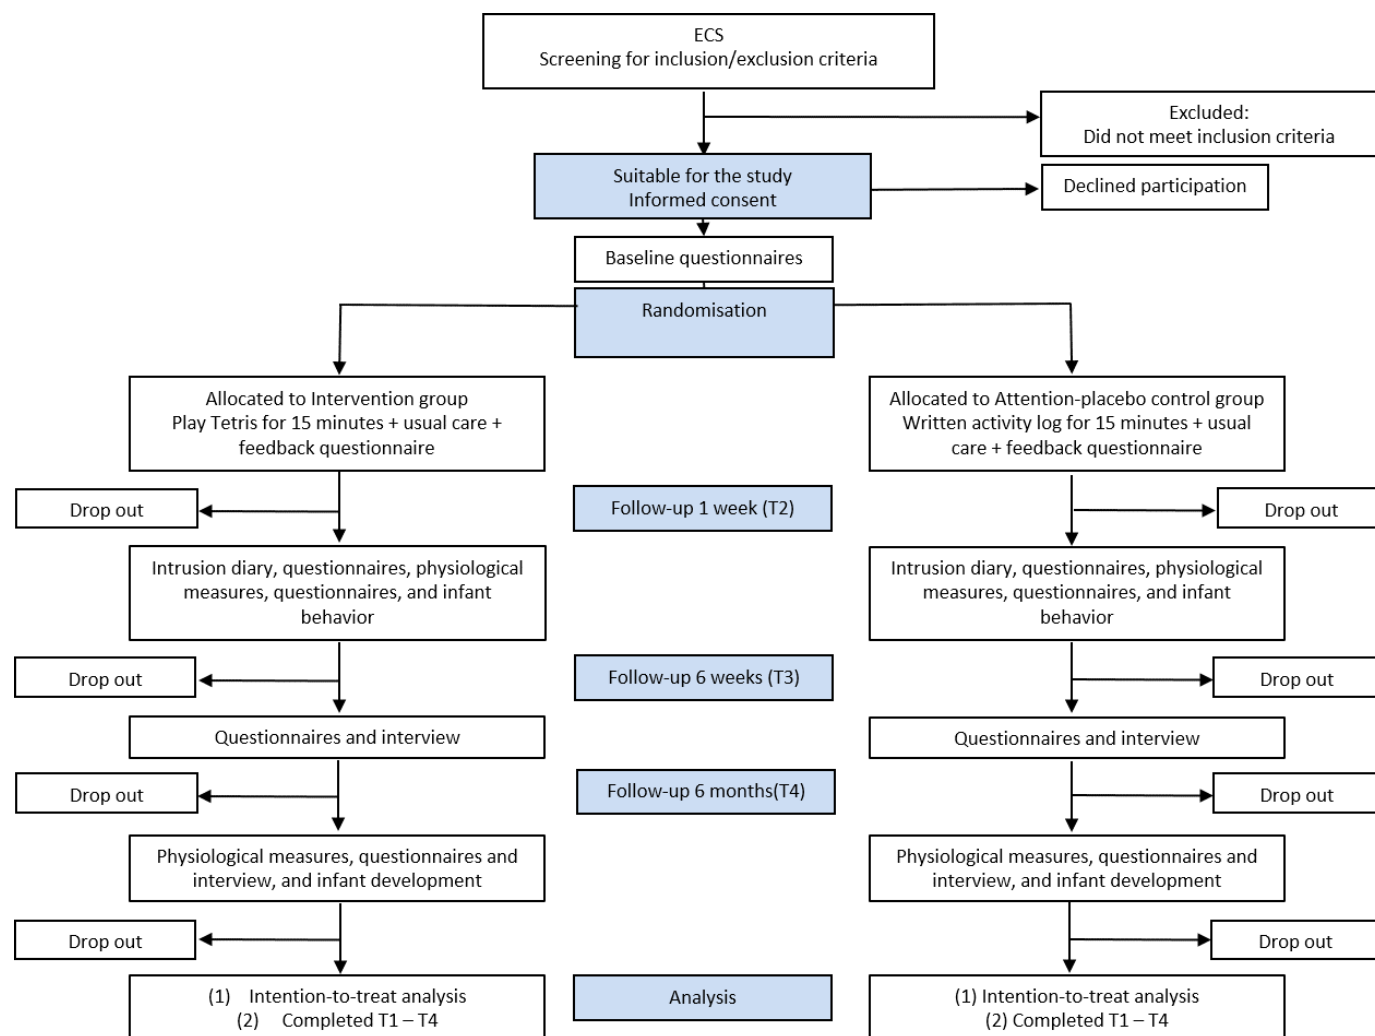 ECS
Screening for inclusion/exclusion criteria
Excluded:
Did not meet inclusion criteria
Suitable for the study
Informed consent
Declined participation
Baseline questionnaires
Randomisation
Allocated to Intervention group
Play Tetris for 15 minutes + usual care +
feedback questionnaire
Allocated to Attention-placebo control group
Written activity log for 15 minutes + usual
care + feedback questionnaire
Drop out
Follow-up 1 week (T2)
Drop out
Intrusion diary, questionnaires, physiological
measures, questionnaires, and infant
behavior
Intrusion diary, questionnaires, physiological
measures, questionnaires, and infant
behavior
Drop out
Follow-up 6 weeks (T3)
Drop out
Questionnaires and interview
Questionnaires and interview
Drop out
Follow-up 6 months(T4)
Drop out
Physiological measures, questionnaires and
interview, and infant development
Physiological measures, questionnaires and
interview, and infant development
Drop out
Drop out
(1) Intention-to-treat analysis
(2) Completed T1 – T4
Analysis
(1) Intention-to-treat analysis
(2) Completed T1 – T4